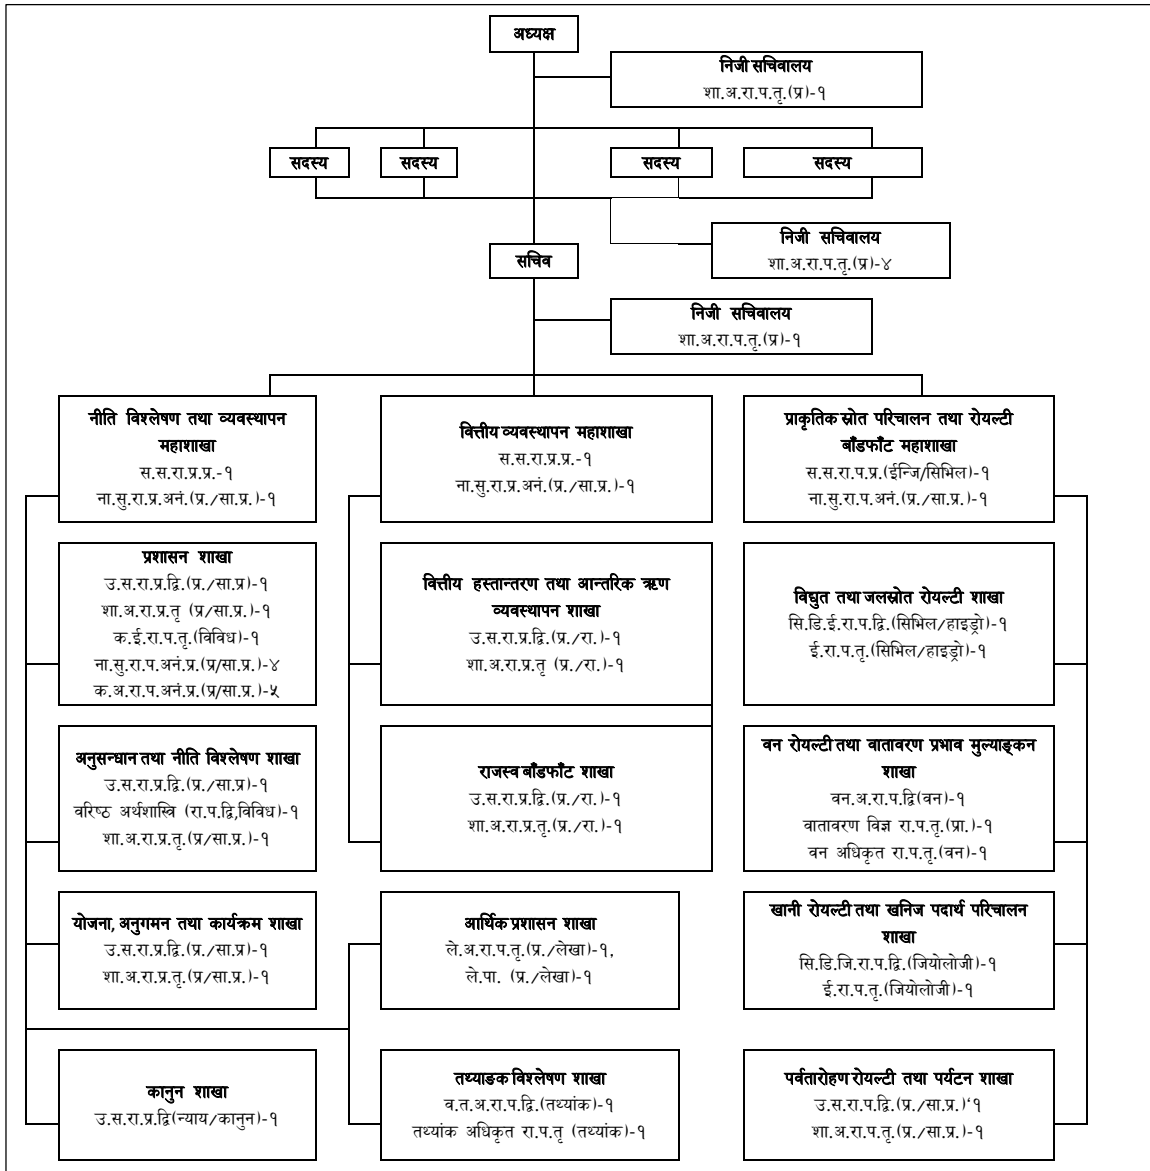 अध्यक्ष
निजी सचिवालय
शा.अ.रा.प.तृ.(प्र)-१
सदस्य
सदस्य
सदस्य
सदस्य
निजी सचिवालय
शा.अ.रा.प.तृ.(प्र)-४
सचिव
निजी सचिवालय
शा.अ.रा.प.तृ.(प्र)-१
नीति विश्लेषण तथा व्यवस्थापन
महाशाखा
स.स.रा.प्र.प्र.-१
ना.सु.रा.प्र.अनं.(प्र./सा.प्र.)-१
वित्तीय व्यवस्थापन महाशाखा
स.स.रा.प्र.प्र.-१
ना.सु.रा.प्र.अनं.(प्र./सा.प्र.)-१
प्राकृतिक स्रोत परिचालन तथा रोयल्टी
बाँडफाँट महाशाखा
स.स.रा.प.प्र.(ईन्जि/सिभिल)-१
ना.सु.रा.प.अनं.(प्र./सा.प्र.)-१
प्रशासन शाखा
उ.स.रा.प्र.द्वि.(प्र./सा.प्र)-१
शा.अ.रा.प्र.तृ (प्र/सा.प्र.)-१
क.ई.रा.प.तृ.(विविध)-१
ना.सु.रा.प.अनं.प्र.(प्र/सा.प्र.)-४
क.अ.रा.प.अनं.प्र.(प्र/सा.प्र.)-५
वित्तीय हस्तान्तरण तथा आन्तरिक ऋण
व्यवस्थापन शाखा
उ.स.रा.प्र.द्वि.(प्र./रा.)-१
शा.अ.रा.प्र.तृ (प्र./रा.)-१
विद्युत तथा जलस्रोत रोयल्टी शाखा
सि.डि.ई.रा.प.द्वि.(सिभिल/हाइड्रो)-१
ई.रा.प.तृ.(सिभिल/हाइड्रो)-१
अनुसन्धान तथा नीति विश्लेषण शाखा
उ.स.रा.प्र.द्वि.(प्र./सा.प्र)-१
वरिष्ठ अर्थशास्त्रि (रा.प.द्वि,विविध)-१
शा.अ.रा.प्र.तृ.(प्र/सा.प्र.)-१
राजस्व बाँडफाँट शाखा
उ.स.रा.प्र.द्वि.(प्र./रा.)-१
शा.अ.रा.प्र.तृ.(प्र./रा.)-१
वन रोयल्टी तथा वातावरण प्रभाव मुल्याङ्कन
शाखा
वन.अ.रा.प.द्वि(वन)-१
वातावरण विज्ञ रा.प.तृ.(प्रा.)-१
वन अधिकृत रा.प.तृ.(वन)-१
योजना, अनुगमन तथा कार्यक्रम शाखा
उ.स.रा.प्र.द्वि.(प्र./सा.प्र)-१
शा.अ.रा.प्र.तृ.(प्र/सा.प्र.)-१
आर्थिक प्रशासन शाखा
ले.अ.रा.प.तृ.(प्र./लेखा)-१,
ले.पा. (प्र./लेखा)-१
खानी रोयल्टी तथा खनिज पदार्थ परिचालन
शाखा
सि.डि.जि.रा.प.द्वि.(जियोलोजी)-१
ई.रा.प.तृ.(जियोलोजी)-१
कानुन शाखा
उ.स.रा.प्र.द्वि(न्याय/कानुन)-१
तथ्याङक विश्लेषण शाखा
व.त.अ.रा.प.द्वि.(तथ्यांक)-१
तथ्यांक अधिकृत रा.प.तृ (तथ्यांक)-१
पर्वतारोहण रोयल्टी तथा पर्यटन शाखा
उ.स.रा.प.द्वि.(प्र./सा.प्र.)‘१
शा.अ.रा.प.तृ.(प्र./सा.प्र.)-१